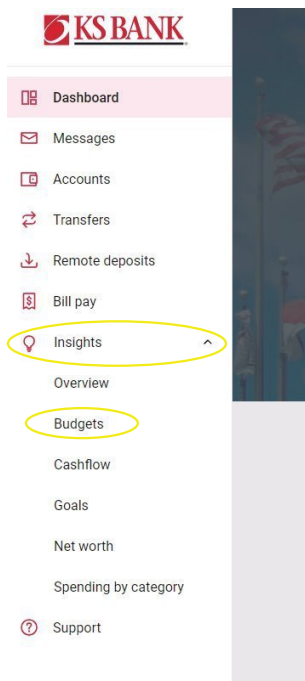 KS BANK
Dashboard
Messages
Accounts
Transfers
Remote deposits
Bill pay
Insights
Overview
Budgets
Cashflow
Goals
Net worth
Spending by category
Support